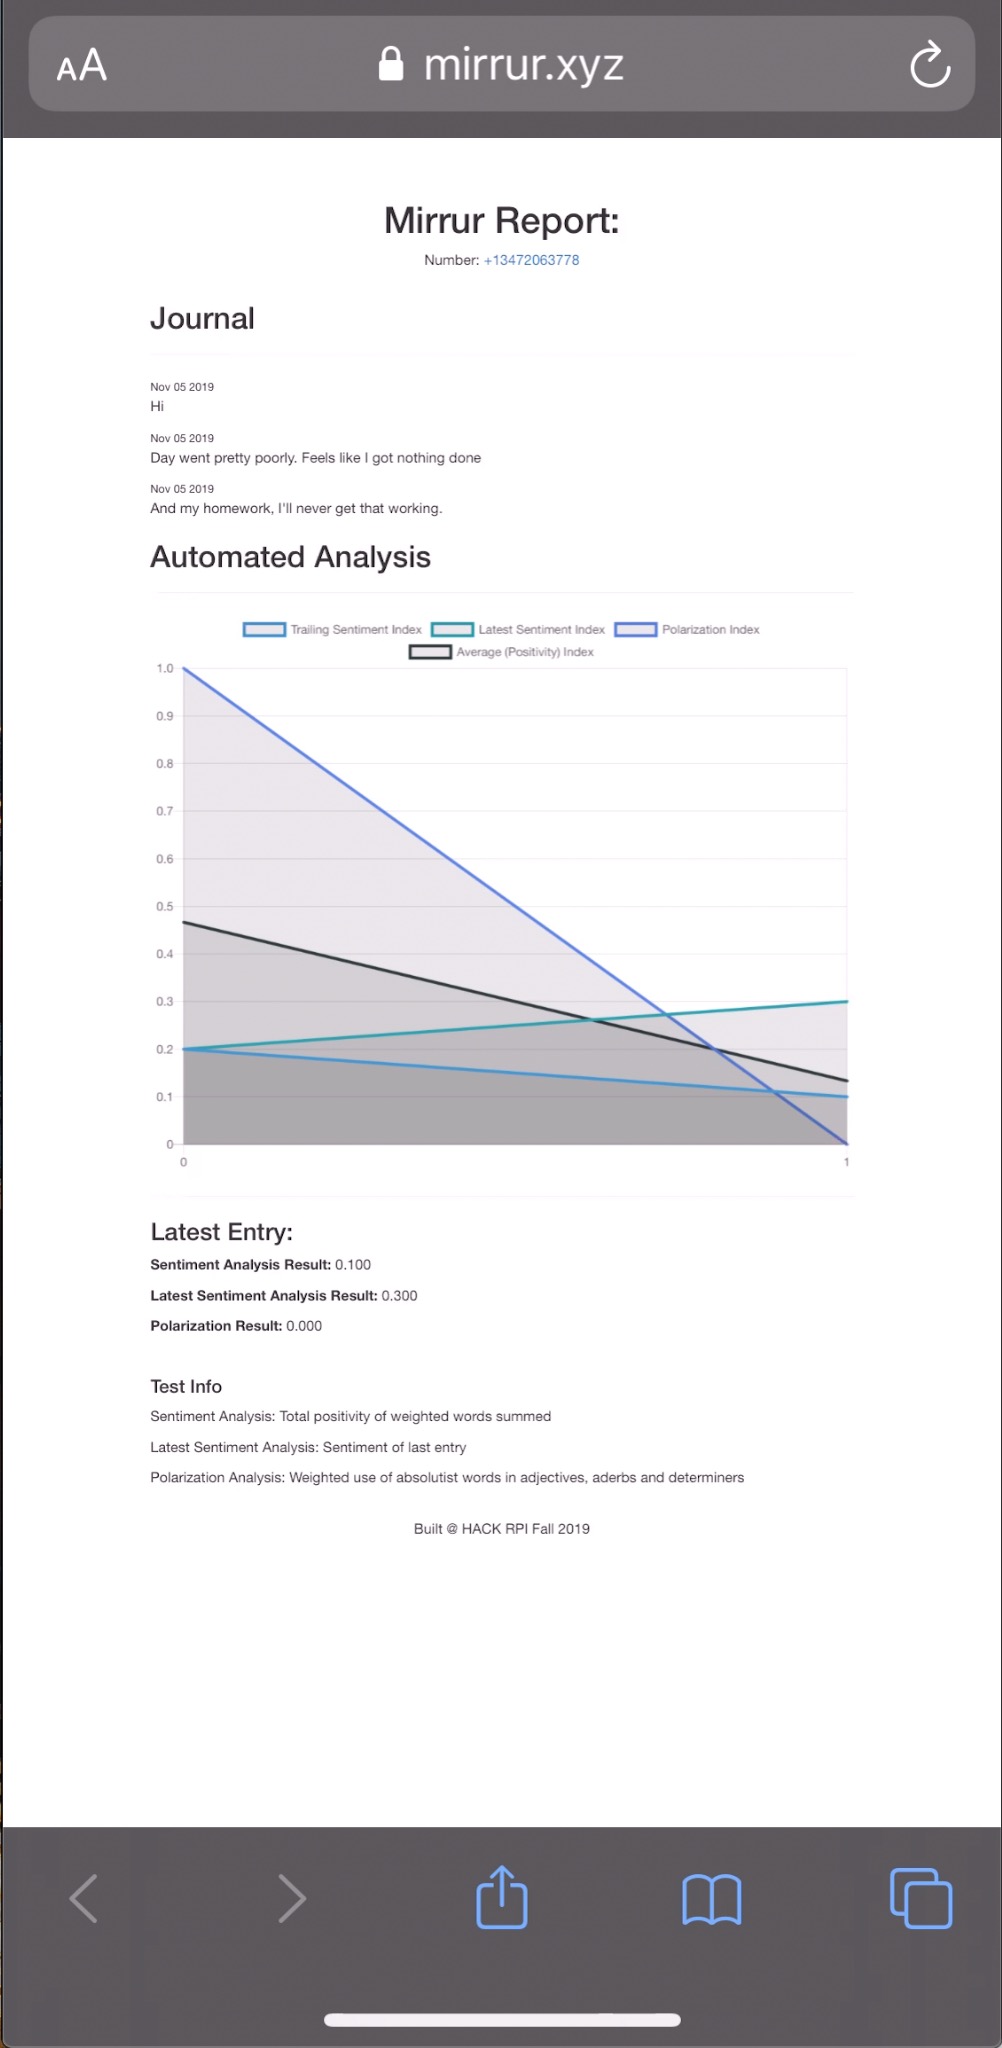 AA mirrur.xyz
Mirrur Report:
Number: +13472063778
Journal
Nov 05 2019
Hi
Nov 05 2019
Day went pretty poorly. Feels like I got nothing done
Nov 05 2019
And my homework, I'll never get that working.
Automated Analysis
Trailing Sentiment Index Latest Sentiment Index Polarization Index
Average (Positivity) Index
1.0
0.9
0.8
0.7
0.6
0.5
0.4
0.3
0.2
0.1
0
0 1
Latest Entry:
Sentiment Analysis Result: 0.100
Latest Sentiment Analysis Result: 0.300
Polarization Result: 0.000
Test Info
Sentiment Analysis: Total positivity of weighted words summed
Latest Sentiment Analysis: Sentiment of last entry
Polarization Analysis: Weighted use of absolutist words in adjectives, aderbs and determiners
Built @ HACK RPI Fall 2019